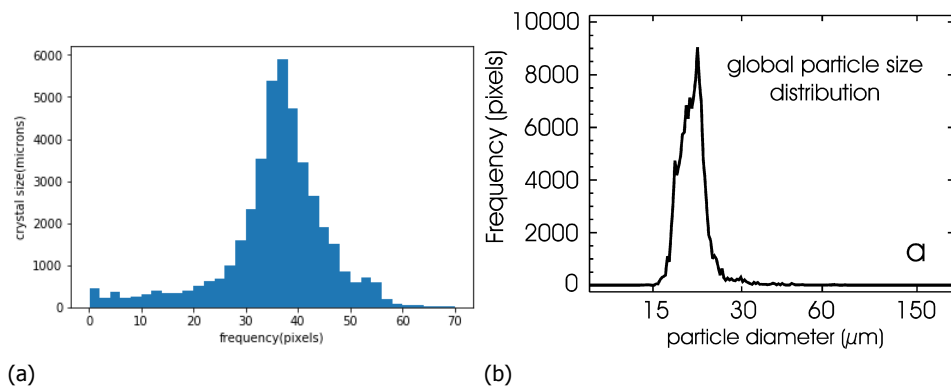 6000
5000
4000
3000
2000
1000
0
crystal size(microns)
0 10 20 30 40 50 60 70
frequency(pixels)
(a)
10000
8000
6000
4000
2000
0
Frequency (pixels)
global particle size
distribution
a
15 30 60 150
particle diameter (μm)
(b)